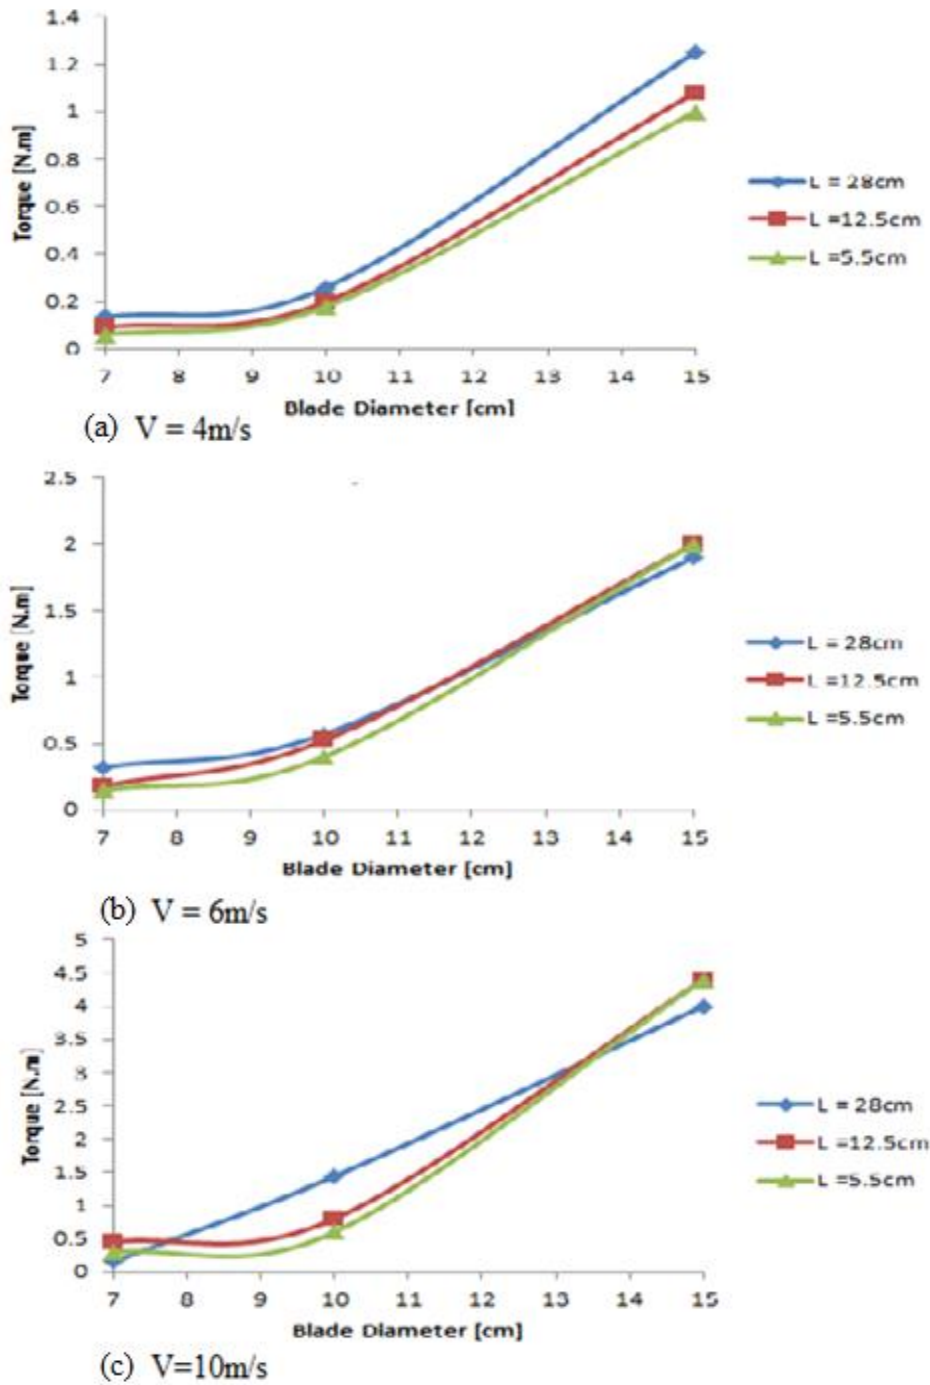 1.4
1.2
1
0.8
0.6
0.4
0.2
0
Torque [N.m]
7 8 9 10 11 12 13 14 15
Blade Diameter [cm]
L = 28cm
L =12.5cm
L =5.5cm
(a) V = 4m/s
2.5
2
1.5
1
0.5
0
Torque [N.m]
7 8 9 10 11 12 13 14 15
Blade Diameter [cm]
L = 28cm
L =12.5cm
L =5.5cm
(b) V = 6m/s
5
4.5
4
3.5
3
2.5
2
1.5
1
0.5
0
Torque [N.m]
7 8 9 10 11 12 13 14 15
Blade Diameter [cm]
L = 28cm
L =12.5cm
L =5.5cm
(c) V=10m/s